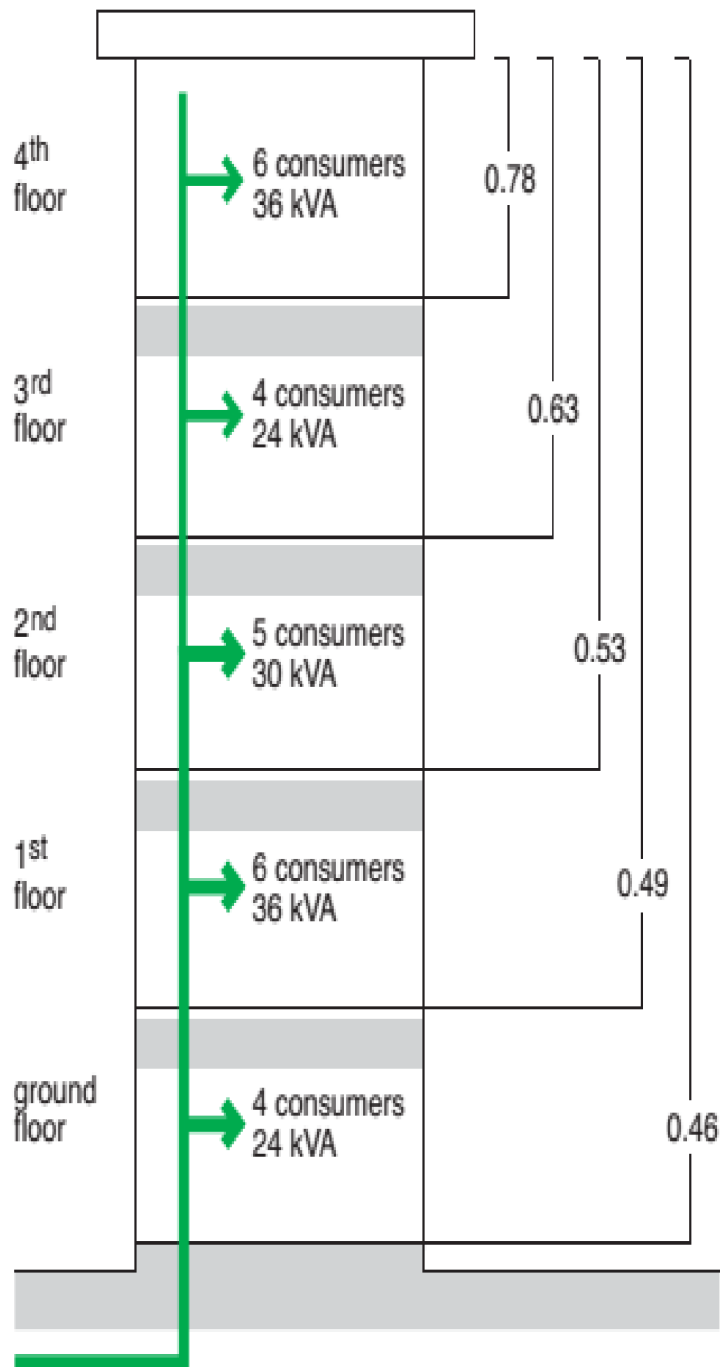 4th
floor
6 consumers
36 kVA
0.78
3rd
floor
4 consumers
24 kVA
0.63
2nd
floor
5 consumers
30 kVA
0.53
1st
floor
6 consumers
36 kVA
0.49
ground
floor
4 consumers
24 kVA
0.46